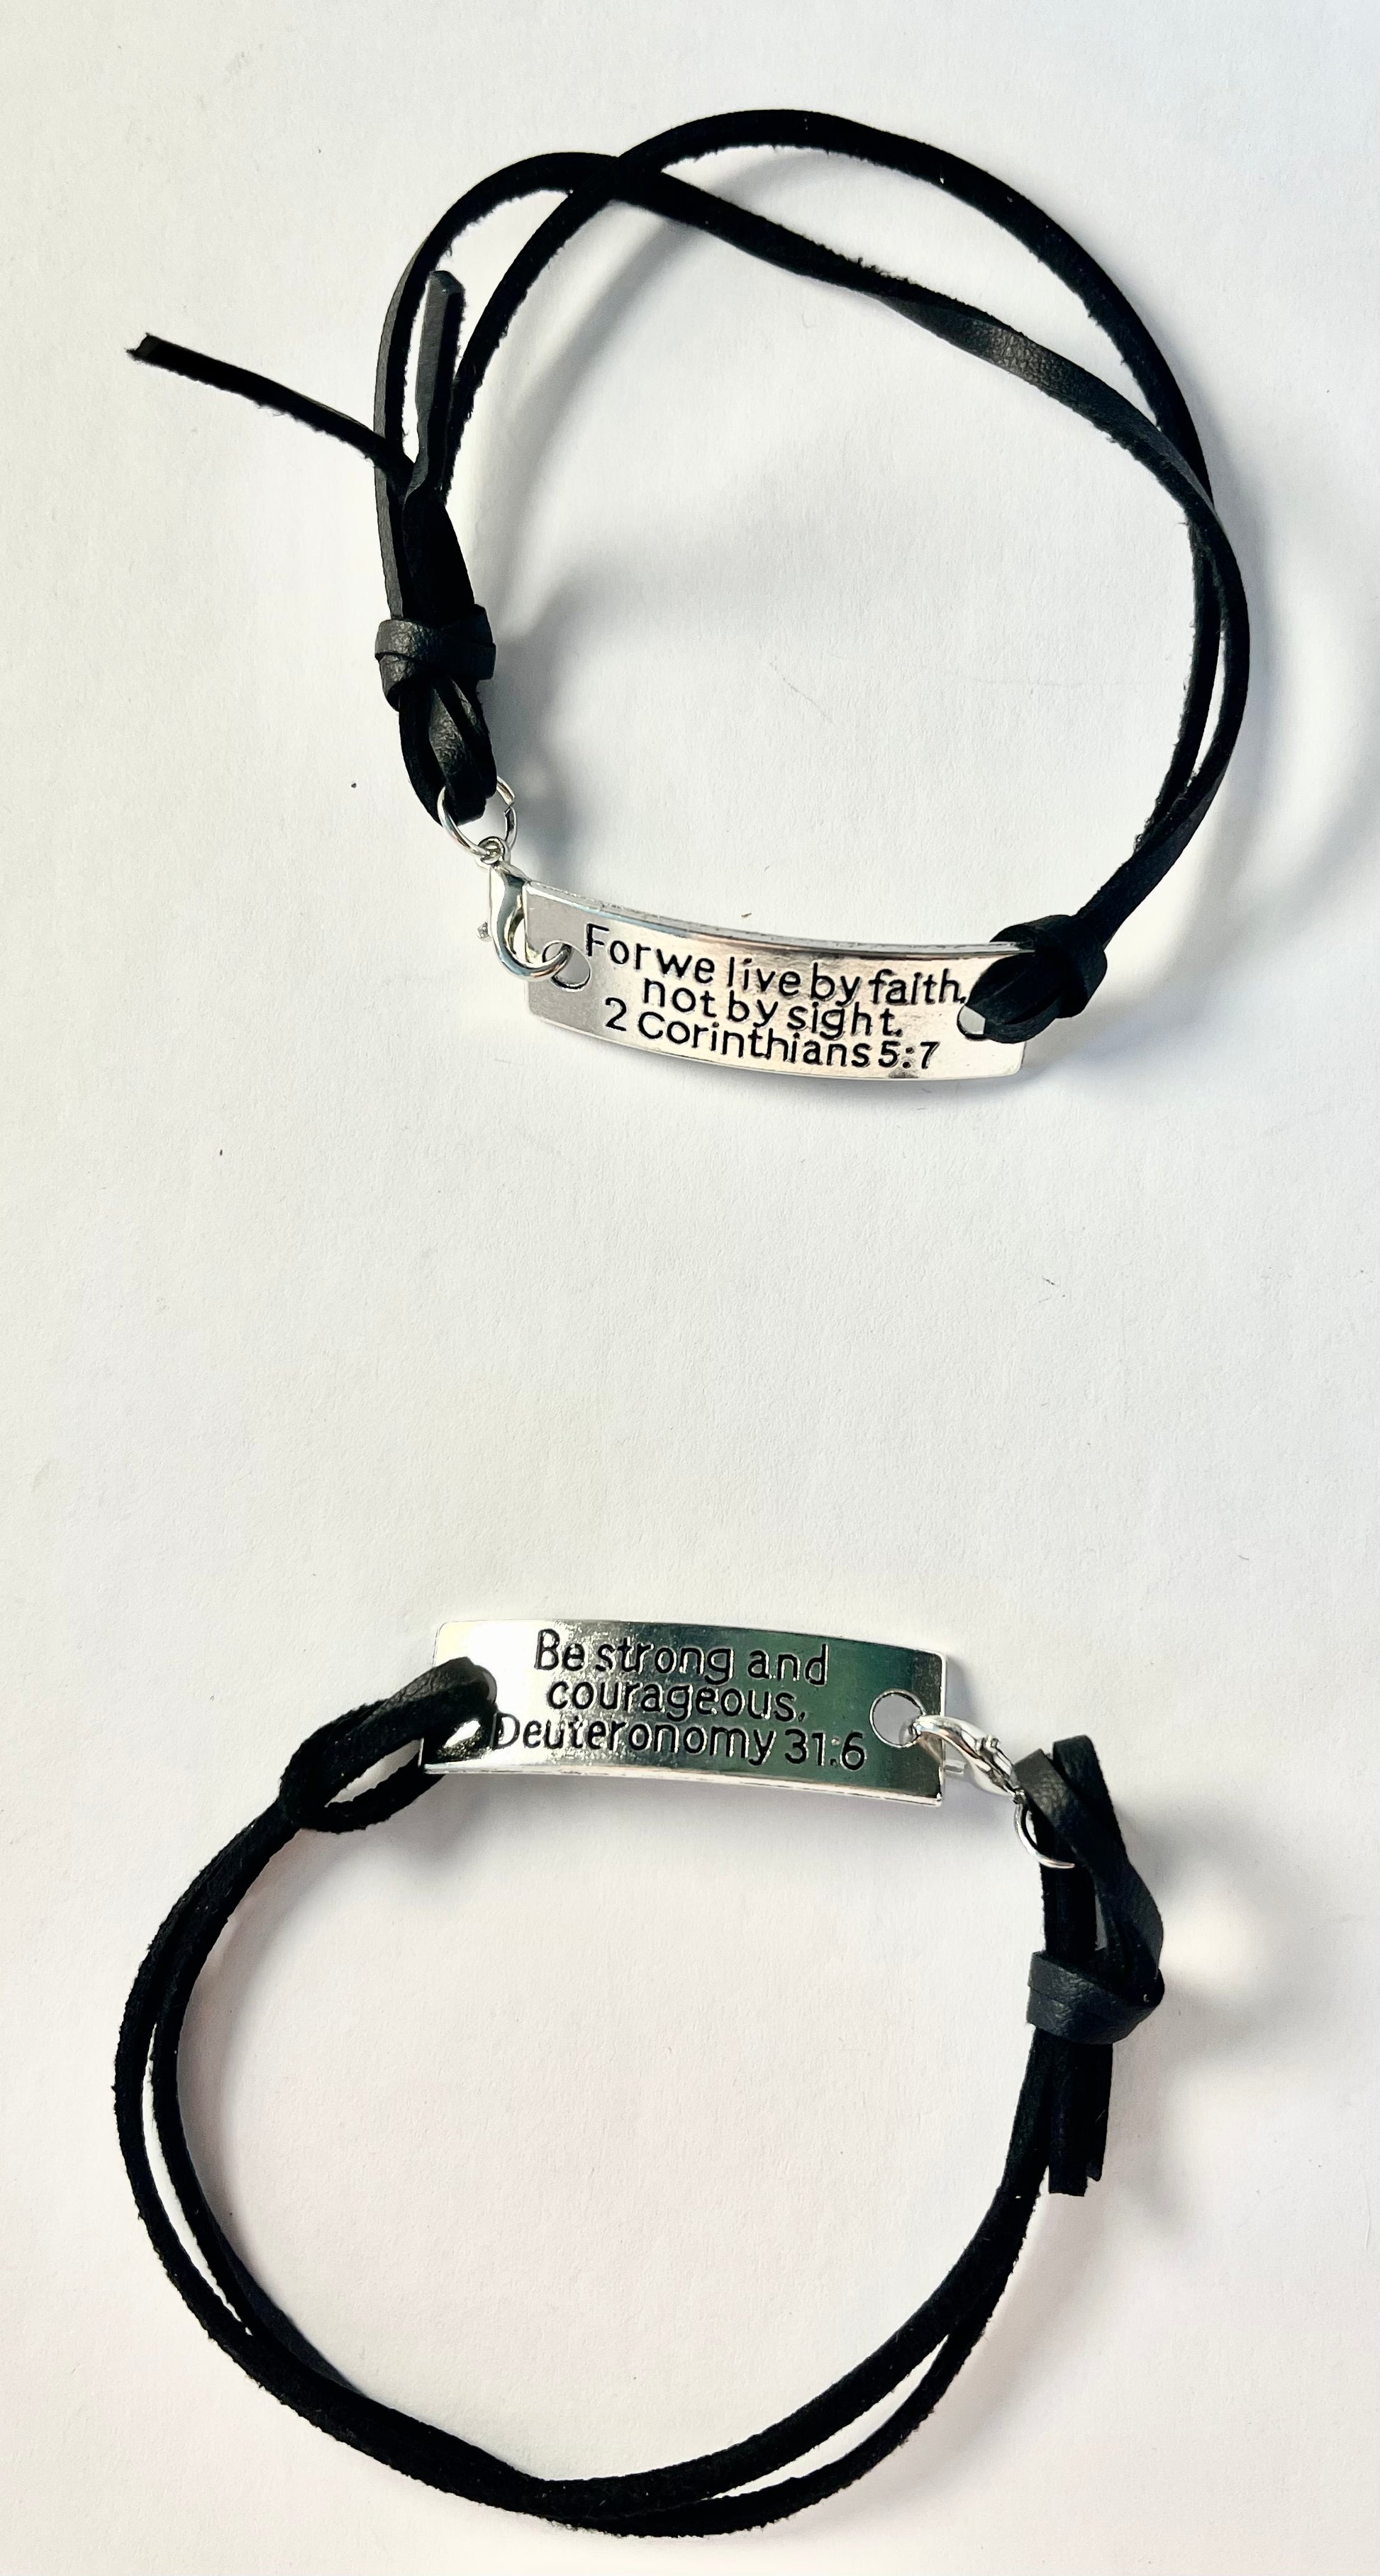 For we live by faith,
not by sight.
2 Corinthians 5:7
Be strong and
courageous.
Deuteronomy 31:6